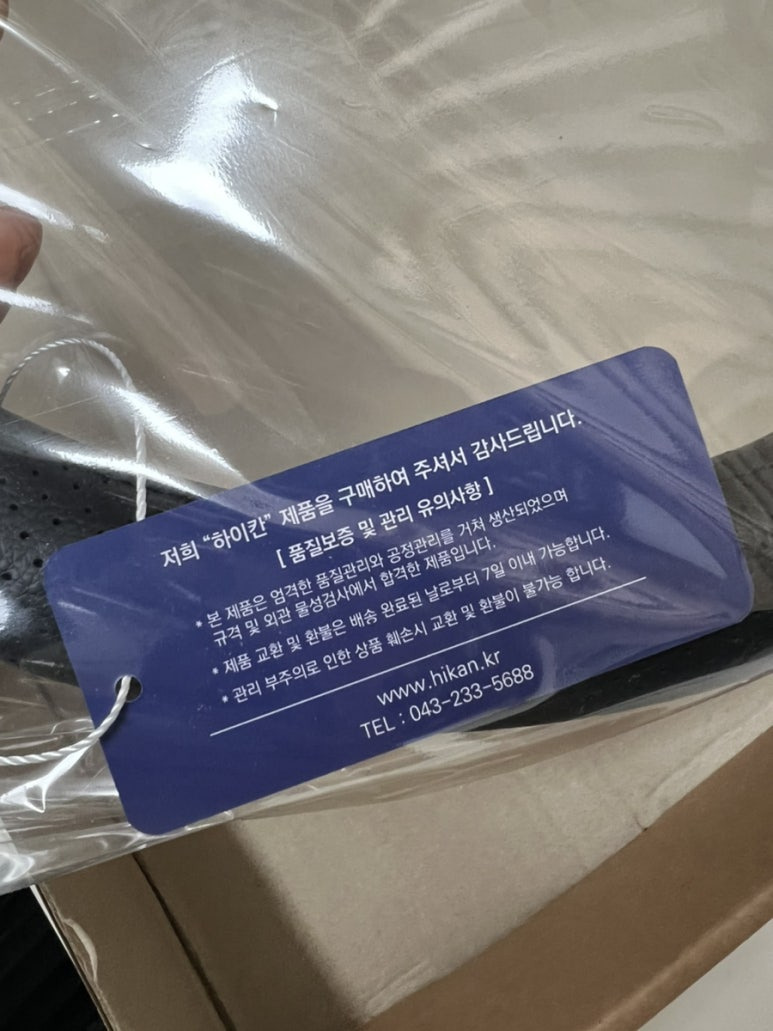 저희 "하이칸" 제품을 구매하여 주셔서 감사드립니다.
[ 품질보증 및 관리 유의사항 ]
* 본 제품은 엄격한 품질관리와 공정관리를 거쳐 생산되었으며
규격 및 외관 물성검사에서 합격한 제품입니다.
* 제품 교환 및 환불은 배송 완료된 날로부터 7일 이내 가능합니다.
* 관리 부주의로 인한 상품 훼손시 교환 및 환불이 불가능 합니다.
www.hikan.kr
TEL : 043-233-5688